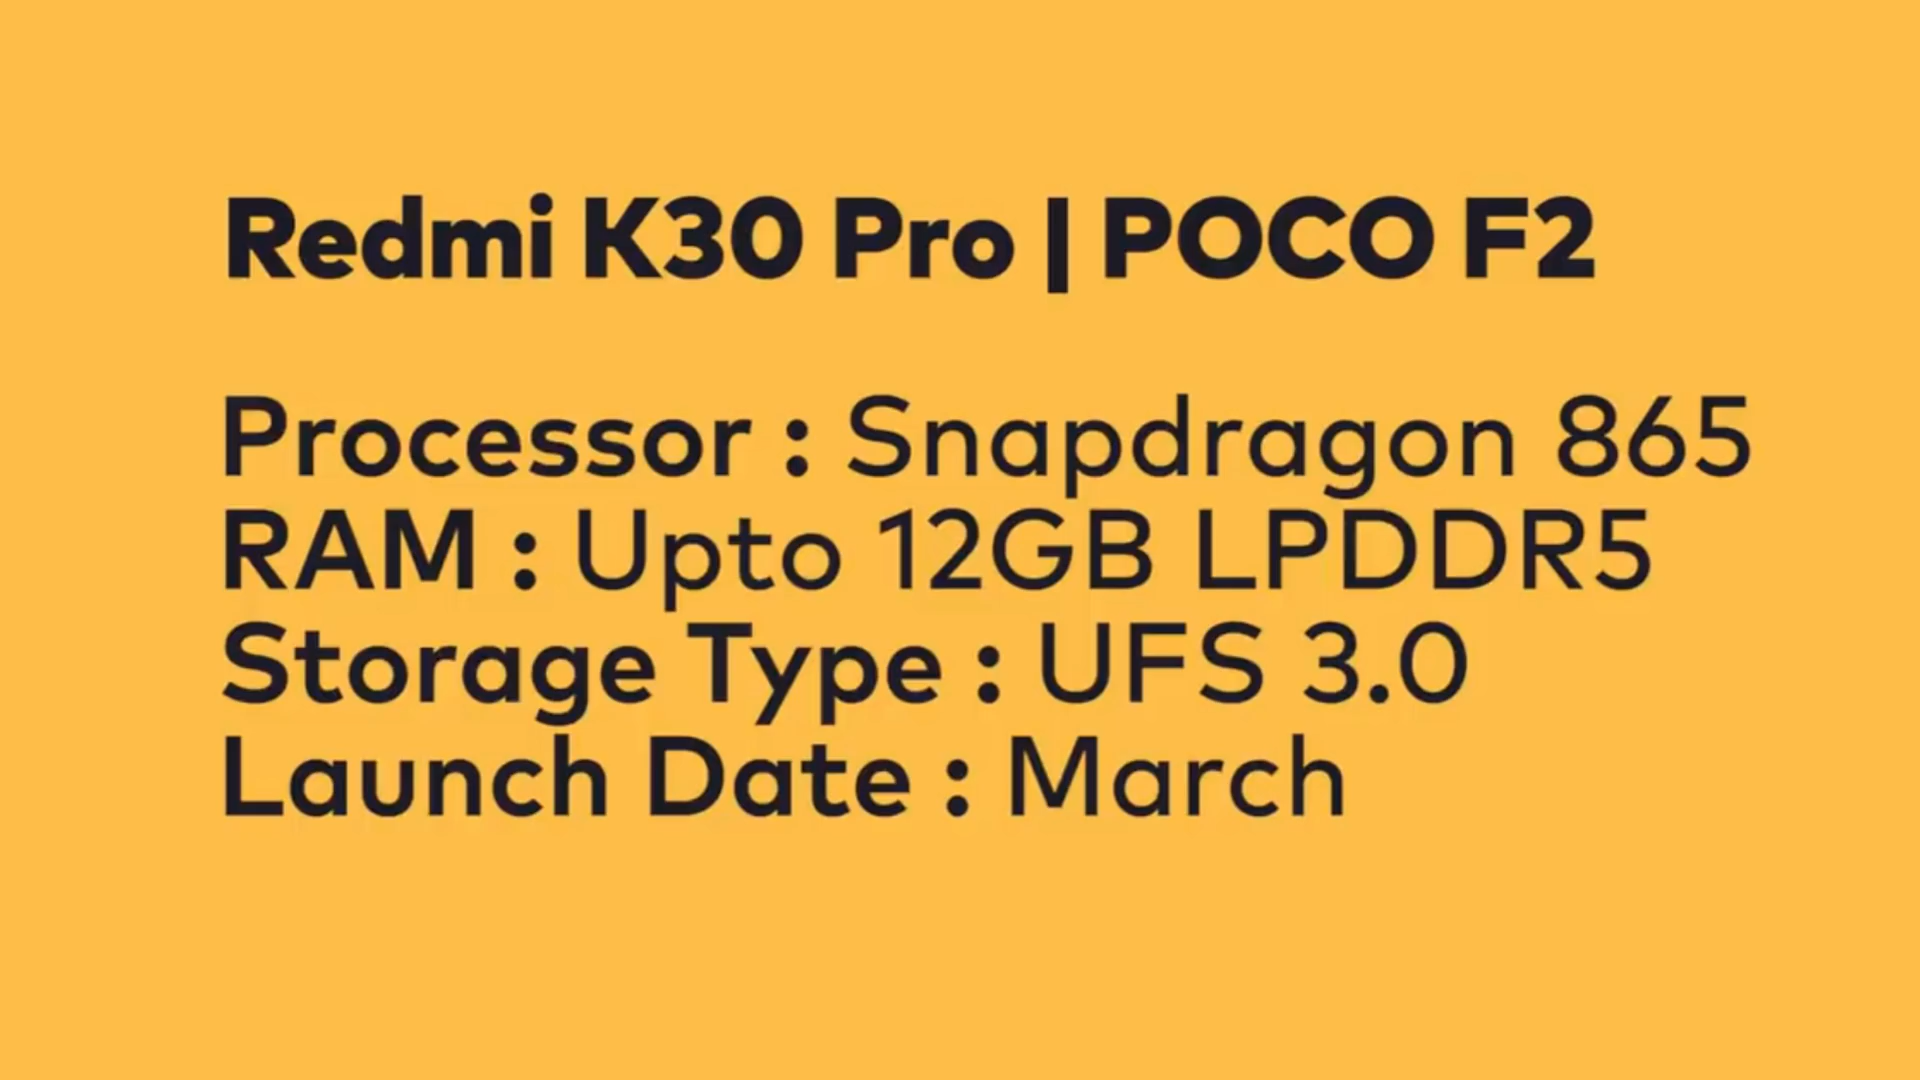 Redmi K30 Pro | POCO F2
Processor : Snapdragon 865
RAM : Upto 12GB LPDDR5
Storage Type : UFS 3.0
Launch Date : March